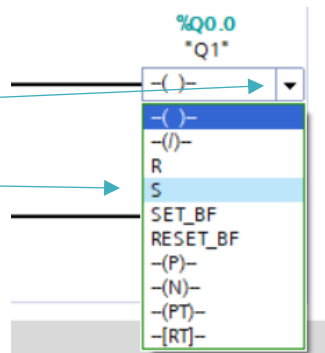 %Q0.0
"Q1"
–( )–
–( )–
–(/)–
R
S
SET_BF
RESET_BF
–(P)–
–(N)–
–(PT)–
–[RT]–